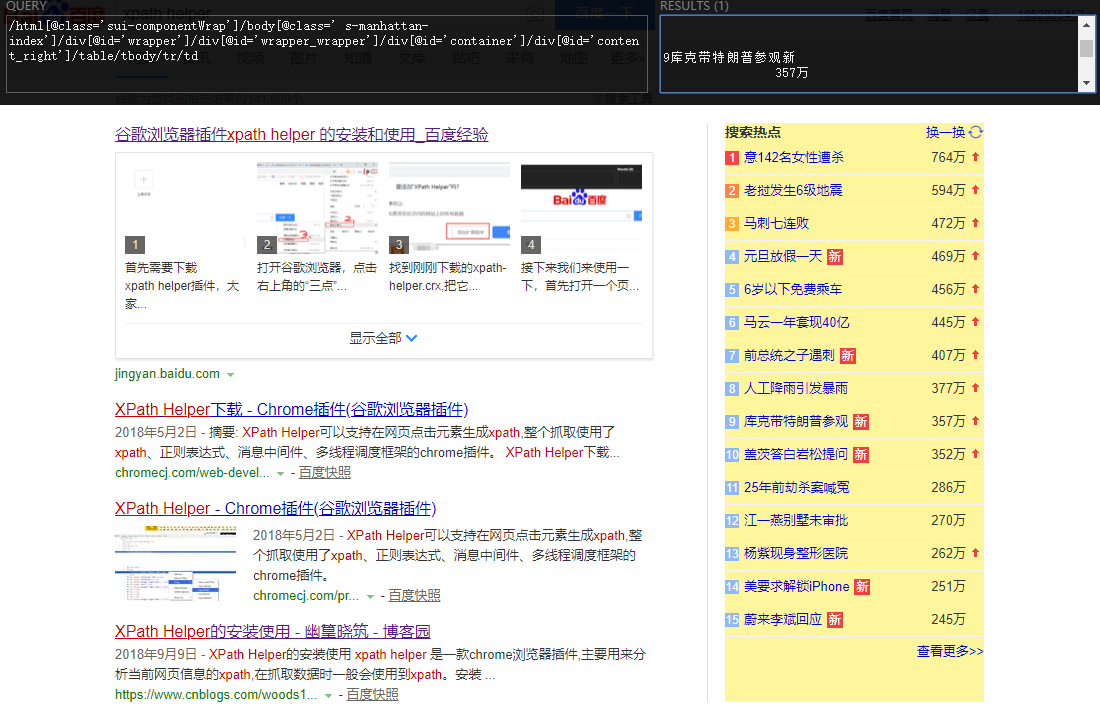 QUERY
/html[@class='sui-componentWrap']/body[@class=' s-manhattan-
index']/div[@id='wrapper']/div[@id='wrapper_wrapper']/div[@id='container']/div[@id='conten
t_right']/table/tbody/tr/td
RESULTS (1)
9库克带特朗普参观新
357万
谷歌浏览器插件xpath helper 的安装和使用_百度经验
1
首先需要下载
xpath helper插件，大
家...
2
打开谷歌浏览器，点击
右上角的“三点”...
3
找到刚刚下载的xpath-
helper.crx,把它...
4
接下来我们来使用一
下，首先打开一个页...
显示全部
jingyan.baidu.com
XPath Helper下载 - Chrome插件(谷歌浏览器插件)
2018年5月2日 - 摘要: XPath Helper可以支持在网页点击元素生成xpath,整个抓取使用了
xpath、正则表达式、消息中间件、多线程调度框架的chrome插件。 XPath Helper下载...
chromecj.com/web-devel... - 百度快照
XPath Helper - Chrome插件(谷歌浏览器插件)
2018年5月2日 - XPath Helper可以支持在网页点击元素生成xpath,整
个抓取使用了xpath、正则表达式、消息中间件、多线程调度框架的
chrome插件。
chromecj.com/pr... - 百度快照
XPath Helper的安装使用 - 幽篁晓筑 - 博客园
2018年9月9日 - XPath Helper的安装使用 xpath helper 是一款chrome浏览器插件,主要用来分
析当前网页信息的xpath,在抓取数据时一般会使用到xpath。安装 ...
https://www.cnblogs.com/woods1... - 百度快照
搜索热点 换一换
1 意142名女性遭杀 764万
2 老挝发生6级地震 594万
3 马刺七连败 472万
4 元旦放假一天 新 469万
5 6岁以下免费乘车 456万
6 马云一年套现40亿 445万
7 前总统之子遇刺 新 407万
8 人工降雨引发暴雨 377万
9 库克带特朗普参观 新 357万
10 盖茨答白岩松提问 新 352万
11 25年前劫杀案喊冤 286万
12 江一燕别墅未审批 270万
13 杨紫现身整形医院 262万
14 美要求解锁iPhone 新 251万
15 蔚来李斌回应 新 245万
查看更多>>